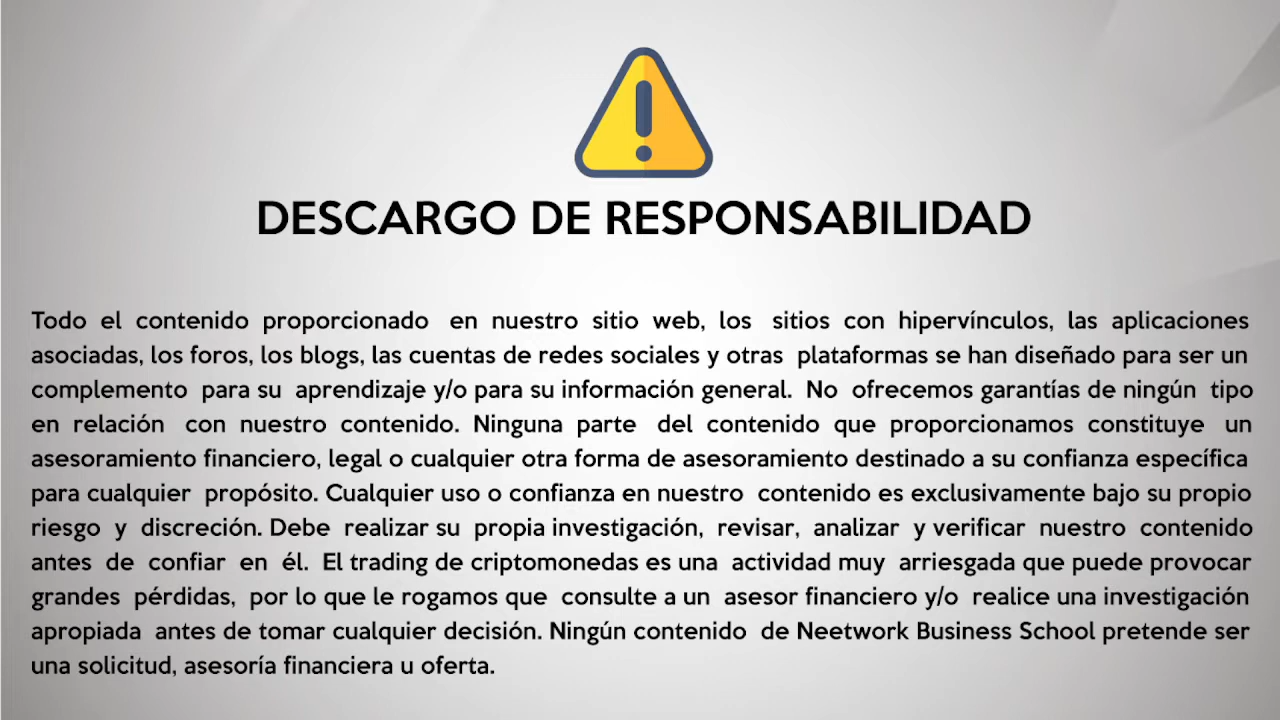 DESCARGO DE RESPONSABILIDAD
Todo el contenido proporcionado en nuestro sitio web, los sitios con hipervínculos, las aplicaciones
asociadas, los foros, los blogs, las cuentas de redes sociales y otras plataformas se han diseñado para ser un
complemento para su aprendizaje y/o para su información general. No ofrecemos garantías de ningún tipo
en relación con nuestro contenido. Ninguna parte del contenido que proporcionamos constituye un
asesoramiento financiero, legal o cualquier otra forma de asesoramiento destinado a su confianza específica
para cualquier propósito. Cualquier uso o confianza en nuestro contenido es exclusivamente bajo su propio
riesgo y discreción. Debe realizar su propia investigación, revisar, analizar y verificar nuestro contenido
antes de confiar en él. El trading de criptomonedas es una actividad muy arriesgada que puede provocar
grandes pérdidas, por lo que le rogamos que consulte a un asesor financiero y/o realice una investigación
apropiada antes de tomar cualquier decisión. Ningún contenido de Neetwork Business School pretende ser
una solicitud, asesoría financiera u oferta.